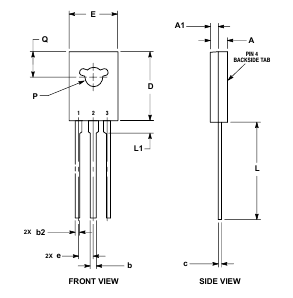 E
A1
A
Q
PIN 4
BACKSIDE TAB
D
P
1 2 3
L1
L
2X b2
2X e
b
c
FRONT VIEW
SIDE VIEW